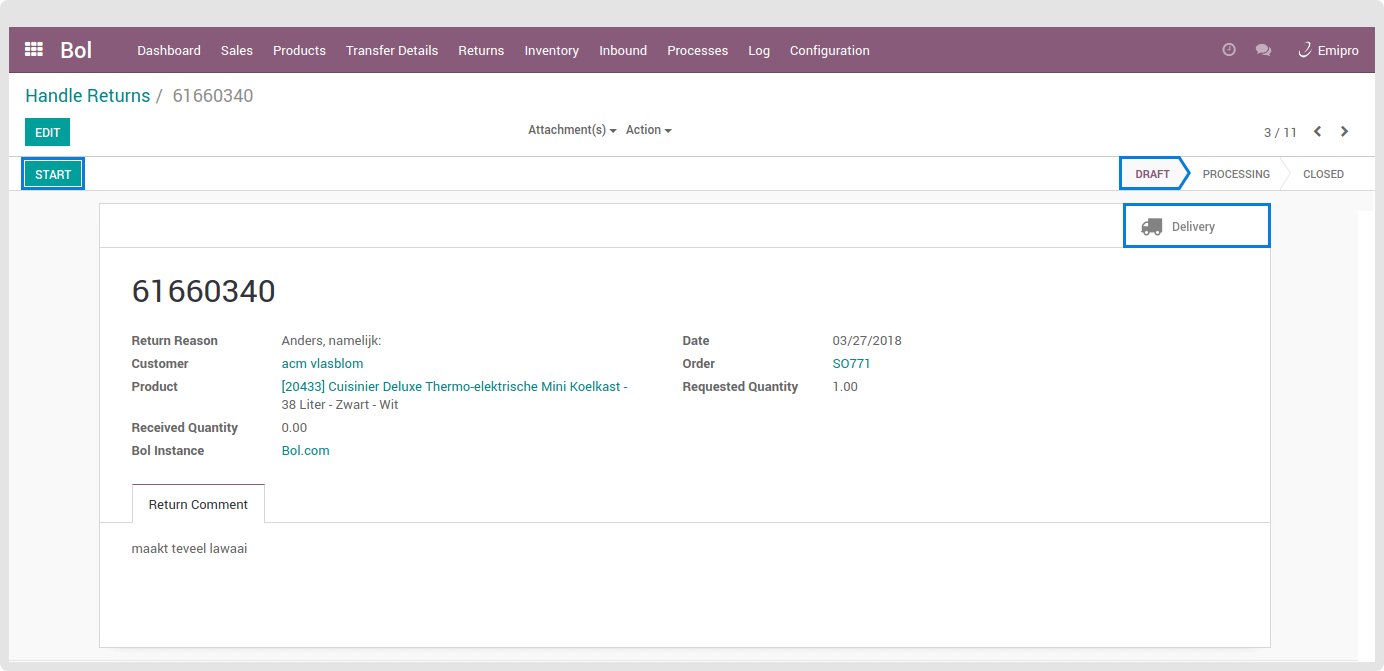 Bol Dashboard Sales Products Transfer Details Returns Inventory Inbound Processes Log Configuration Emipro
Handle Returns / 61660340
EDIT Attachment(s) Action 3 / 11
START DRAFT PROCESSING CLOSED
Delivery
61660340
Return Reason Anders, namelijk: Date 03/27/2018
Customer acm vlasblom Order SO771
Product [20433] Cuisinier Deluxe Thermo-elektrische Mini Koelkast - Requested Quantity 1.00
38 Liter - Zwart - Wit
Received Quantity 0.00
Bol Instance Bol.com
Return Comment
maakt teveel lawaai